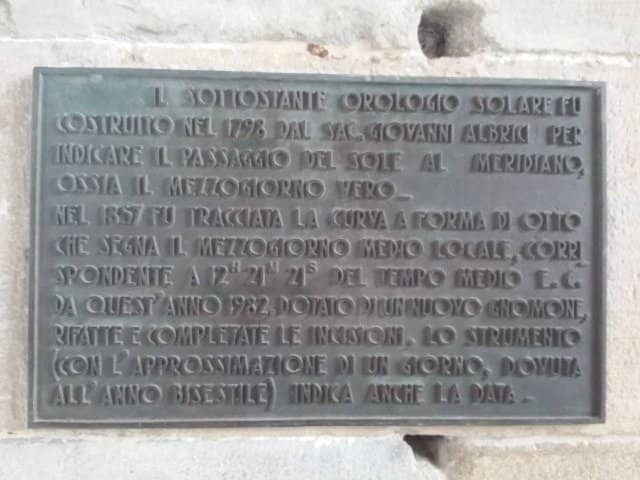 IL SOTTOSTANTE OROLOGIO SOLARE FU
COSTRUITO NEL 1798 DAL SAC. GIOVANNI ALBRICI PER
INDICARE IL PASSAGGIO DEL SOLE AL MERIDIANO,
OSSIA IL MEZZOGIORNO VERO_
NEL 1857 FU TRACCIATA LA CURVA A FORMA DI OTTO
CHE SEGNA IL MEZZOGIORNO MEDIO LOCALE, CORRI
SPONDENTE A 12H 21M 21S DEL TEMPO MEDIO E.C.
DA QUEST'ANNO 1982, DOTATO DI UN NUOVO GNOMONE,
RIFATTE E COMPLETATE LE INCISIONI, LO STRUMENTO
(CON L'APPROSSIMAZIONE DI UN GIORNO, DOVUTA
ALL'ANNO BISESTILE) INDICA ANCHE LA DATA_